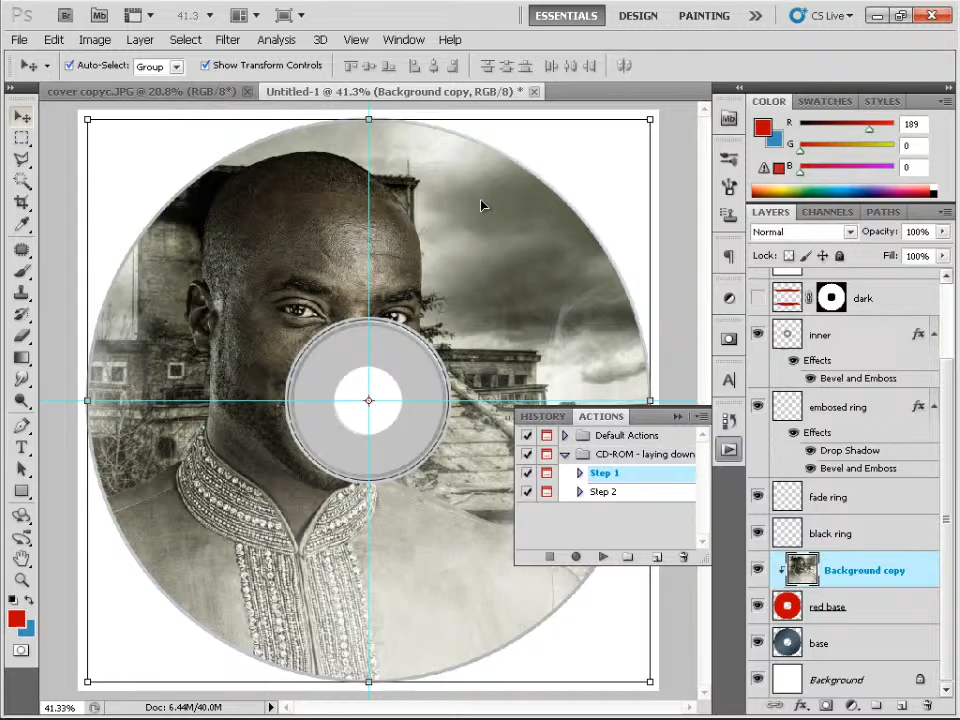 Ps Br Mb 41.3 ESSENTIALS DESIGN PAINTING CS Live
File Edit Image Layer Select Filter Analysis 3D View Window Help
Auto-Select: Group Show Transform Controls
cover copyc.JPG @ 20.8% (RGB/8*) Untitled-1 @ 41.3% (Background copy, RGB/8) *
COLOR SWATCHES STYLES
R 189
G 0
B 0
LAYERS CHANNELS PATHS
Normal Opacity: 100%
Lock: Fill: 100%
dark
inner fx
Effects
Bevel and Emboss
embosed ring fx
Effects
Drop Shadow
Bevel and Emboss
fade ring
black ring
Background copy
red base
base
Background
HISTORY ACTIONS
Default Actions
CD-ROM - laying down
Step 1
Step 2
41.33% Doc: 6.44M/40.0M